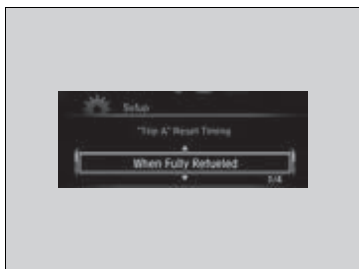 Setup
"Trip A" Reset Timing
When Fully Refueled
1/4